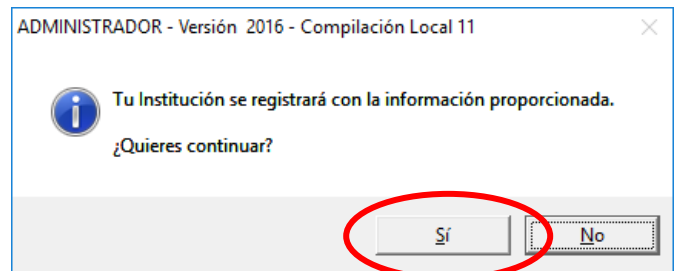 ADMINISTRADOR - Versión 2016 - Compilación Local 11
Tu Institución se registrará con la información proporcionada.
¿Quieres continuar?
Sí No